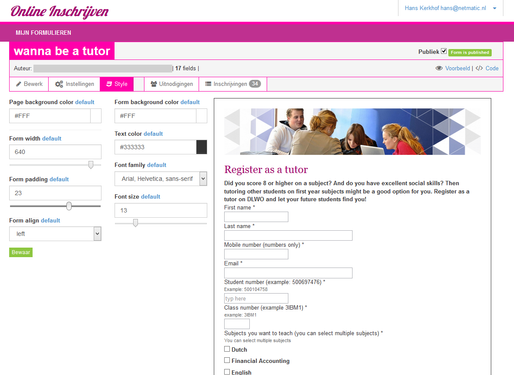 Online Inschrijven
Hans Kerkhof hans@netmatic.nl
MIJN FORMULIEREN
wanna be a tutor
Publiek
Form is published
Auteur:
17 fields |
Voorbeeld | </> Code
Bewerk
Instellingen
Style
Uitnodigingen
Inschrijvingen 34
Page background color default
#FFF
Form width default
640
Form padding default
23
Form align default
left
Bewaar
Form background color default
#FFF
Text color default
#333333
Font family default
Arial, Helvetica, sans-serif
Font size default
13
Register as a tutor
Did you score 8 or higher on a subject? And do you have excellent social skills? Then
tutoring other students on first year subjects might be a good option for you. Register as a
tutor on DLWO and let your future students find you!
First name *
Last name *
Mobile number (numbers only) *
Email *
Student number (example: 500697476) *
Example: 500104756
typ here
Class number (example 3IBM1) *
example: 3IBM1
Subjects you want to teach (you can select multiple subjects) *
You can select multiple subjects
Dutch
Financial Accounting
English